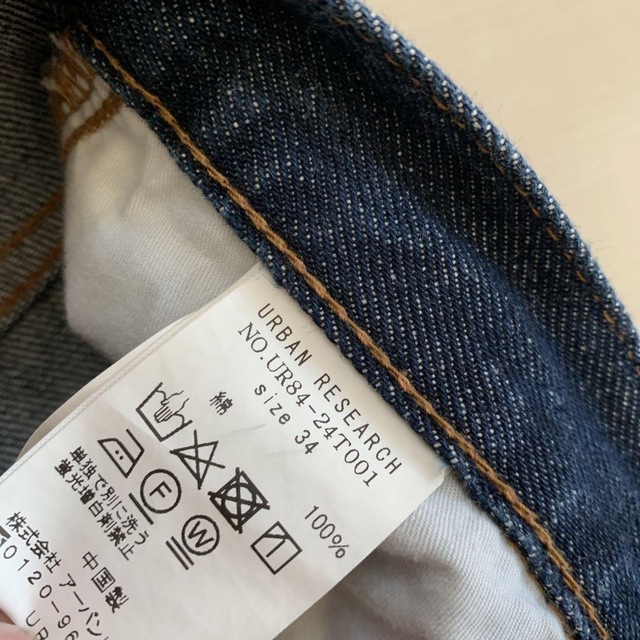 URBAN RESEARCH
NO.UR84-24T001
size 34
綿 100%
F
W
単独で別に洗う
蛍光増白剤禁止
中国製
株式会社 アーバン
0120-96
UR